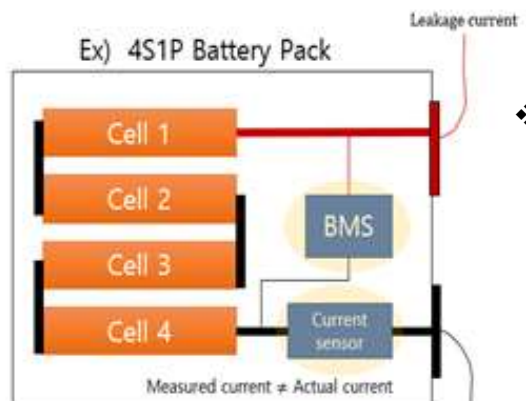 Leakage current
Ex) 4S1P Battery Pack
Cell 1
Cell 2
BMS
Cell 3
Cell 4
Current
sensor
Measured current ≠ Actual current